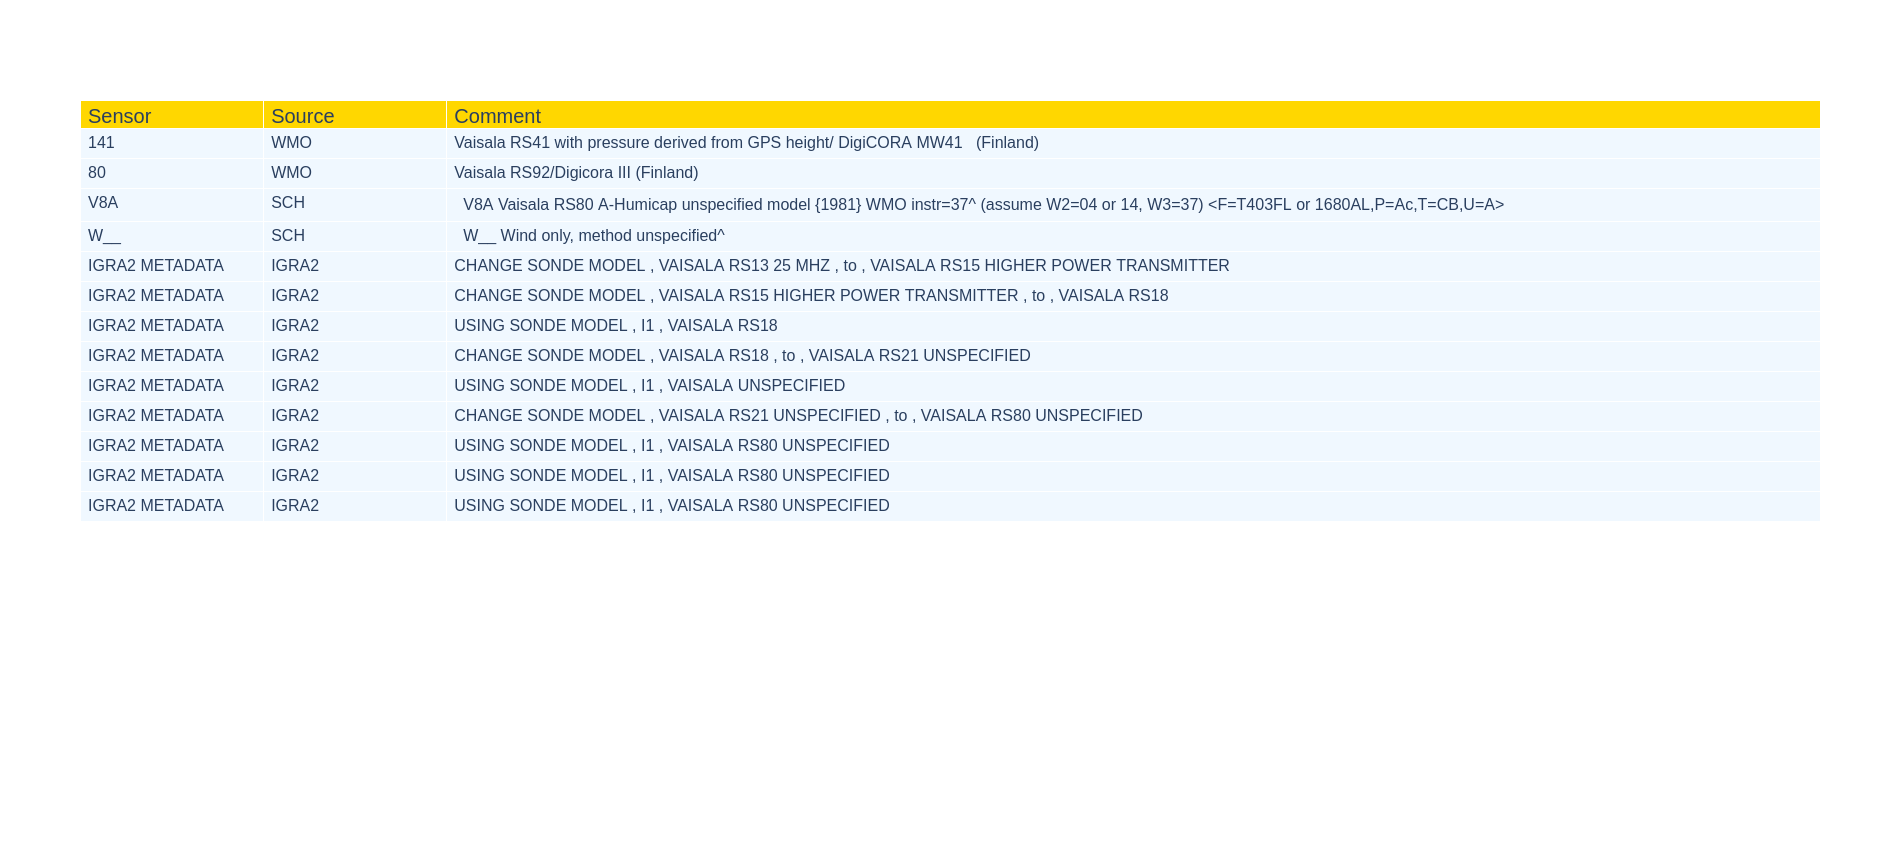 Sensor Source Comment
141 WMO Vaisala RS41 with pressure derived from GPS height/ DigiCORA MW41 (Finland)
80 WMO Vaisala RS92/Digicora III (Finland)
V8A SCH V8A Vaisala RS80 A-Humicap unspecified model {1981} WMO instr=37^ (assume W2=04 or 14, W3=37) <F=T403FL or 1680AL,P=Ac,T=CB,U=A>
W__ SCH W__ Wind only, method unspecified^
IGRA2 METADATA IGRA2 CHANGE SONDE MODEL , VAISALA RS13 25 MHZ , to , VAISALA RS15 HIGHER POWER TRANSMITTER
IGRA2 METADATA IGRA2 CHANGE SONDE MODEL , VAISALA RS15 HIGHER POWER TRANSMITTER , to , VAISALA RS18
IGRA2 METADATA IGRA2 USING SONDE MODEL , I1 , VAISALA RS18
IGRA2 METADATA IGRA2 CHANGE SONDE MODEL , VAISALA RS18 , to , VAISALA RS21 UNSPECIFIED
IGRA2 METADATA IGRA2 USING SONDE MODEL , I1 , VAISALA UNSPECIFIED
IGRA2 METADATA IGRA2 CHANGE SONDE MODEL , VAISALA RS21 UNSPECIFIED , to , VAISALA RS80 UNSPECIFIED
IGRA2 METADATA IGRA2 USING SONDE MODEL , I1 , VAISALA RS80 UNSPECIFIED
IGRA2 METADATA IGRA2 USING SONDE MODEL , I1 , VAISALA RS80 UNSPECIFIED
IGRA2 METADATA IGRA2 USING SONDE MODEL , I1 , VAISALA RS80 UNSPECIFIED